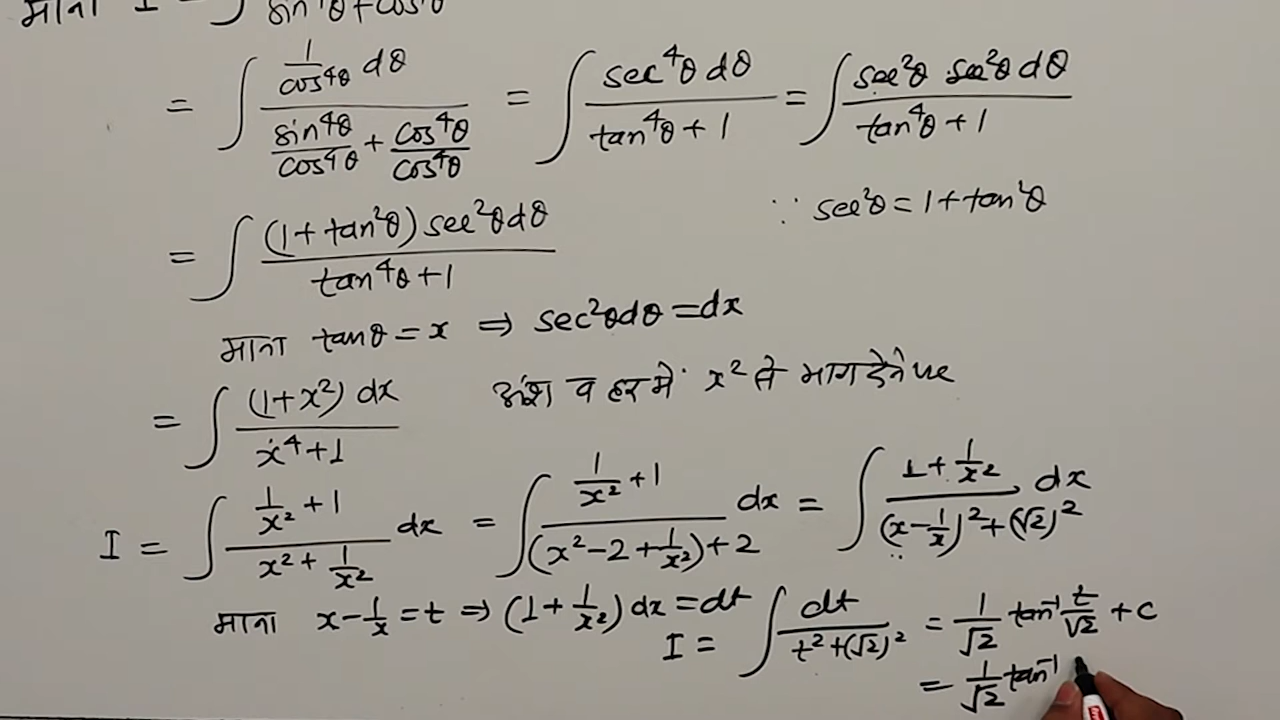 माना I = ∫ sin⁴θ + cos⁴θ
= ∫ (1/cos⁴θ dθ)/(sin⁴θ/cos⁴θ + cos⁴θ/cos⁴θ) = ∫ sec⁴θ dθ/(tan⁴θ + 1) = ∫ sec²θ sec²θ dθ/(tan⁴θ + 1)
= ∫ (1 + tan²θ) sec²θ dθ/(tan⁴θ + 1) ∵ sec²θ = 1 + tan²θ
माना tanθ = x ⇒ sec²θdθ = dx
= ∫ (1+x²) dx/(x⁴+1) अंश व हर में x² से भाग देने पर
I = ∫ (1/x² + 1)/(x² + 1/x²) dx = ∫ (1/x² + 1)/((x² - 2 + 1/x²) + 2) dx = ∫ (1 + 1/x²)/((x - 1/x)² + (√2)²) dx
माना x - 1/x = t ⇒ (1 + 1/x²) dx = dt
I = ∫ dt/(t² + (√2)²) = 1/√2 tan⁻¹ t/√2 + c
= 1/√2 tan⁻¹